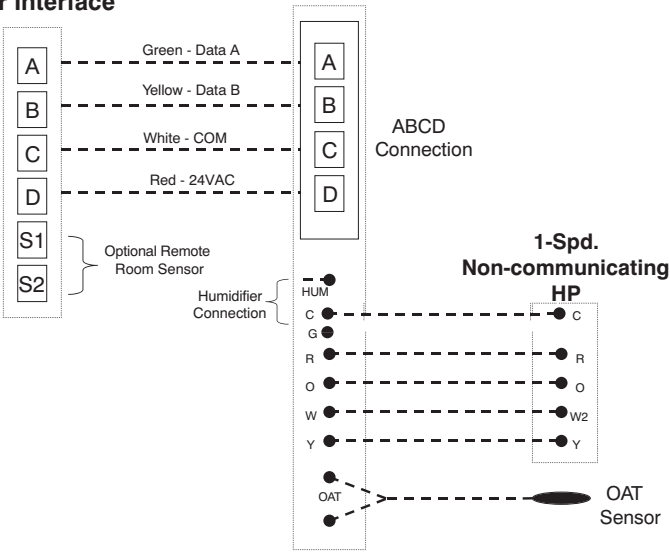 r Interface
A
Green - Data A
A
B
Yellow - Data B
B
C
White - COM
C
D
Red - 24VAC
D
ABCD
Connection
S1
S2
Optional Remote
Room Sensor
1-Spd.
Non-communicating
HP
HUM
Humidifier
Connection
C
C
G
R
R
O
O
W
W2
Y
Y
OAT
OAT
Sensor